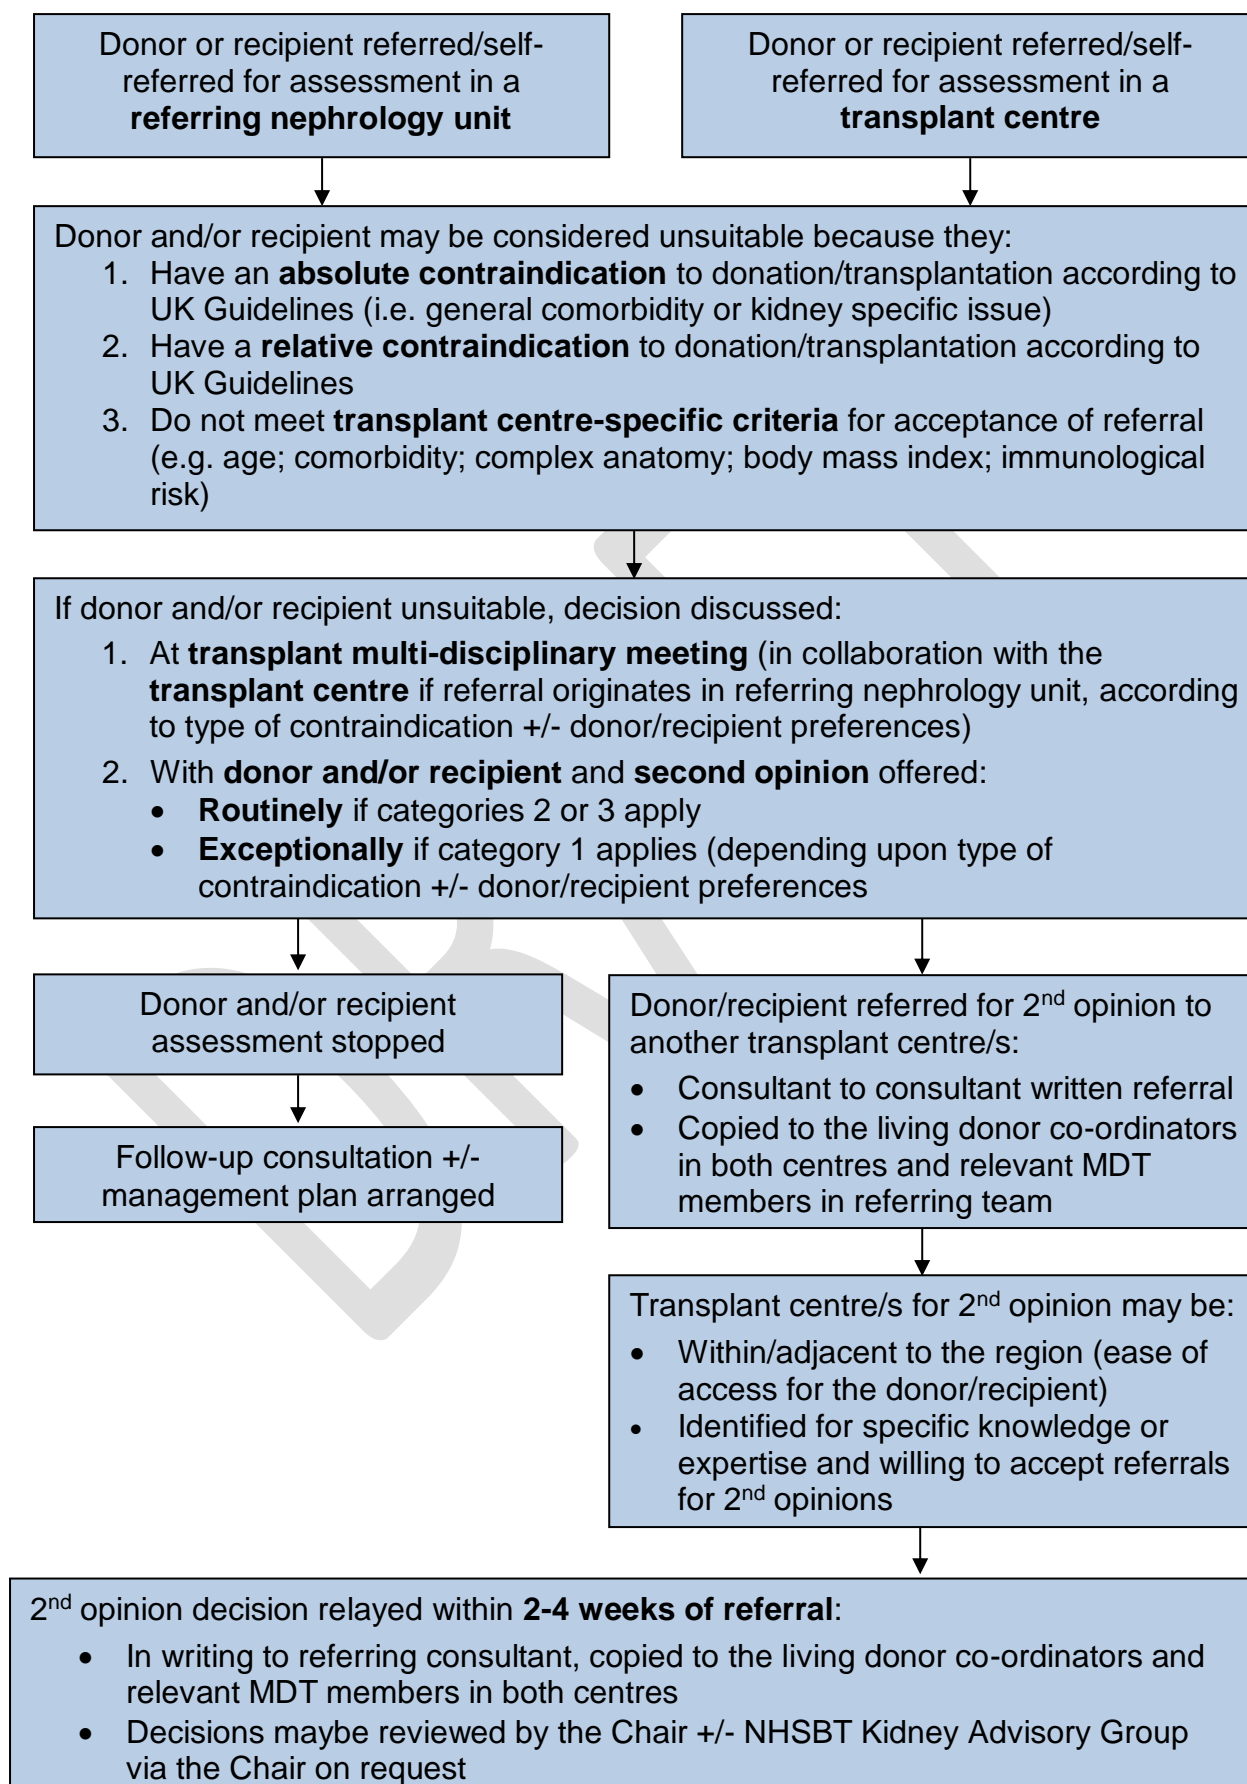 Donor or recipient referred/self-
referred for assessment in a
referring nephrology unit
Donor or recipient referred/self-
referred for assessment in a
transplant centre
Donor and/or recipient may be considered unsuitable because they:
1. Have an absolute contraindication to donation/transplantation according to
UK Guidelines (i.e. general comorbidity or kidney specific issue)
2. Have a relative contraindication to donation/transplantation according to
UK Guidelines
3. Do not meet transplant centre-specific criteria for acceptance of referral
(e.g. age; comorbidity; complex anatomy; body mass index; immunological
risk)
If donor and/or recipient unsuitable, decision discussed:
1. At transplant multi-disciplinary meeting (in collaboration with the
transplant centre if referral originates in referring nephrology unit, according
to type of contraindication +/- donor/recipient preferences)
2. With donor and/or recipient and second opinion offered:
• Routinely if categories 2 or 3 apply
• Exceptionally if category 1 applies (depending upon type of
contraindication +/- donor/recipient preferences
Donor and/or recipient
assessment stopped
Follow-up consultation +/-
management plan arranged
Donor/recipient referred for 2nd opinion to
another transplant centre/s:
• Consultant to consultant written referral
• Copied to the living donor co-ordinators
in both centres and relevant MDT
members in referring team
Transplant centre/s for 2nd opinion may be:
• Within/adjacent to the region (ease of
access for the donor/recipient)
• Identified for specific knowledge or
expertise and willing to accept referrals
for 2nd opinions
2nd opinion decision relayed within 2-4 weeks of referral:
• In writing to referring consultant, copied to the living donor co-ordinators and
relevant MDT members in both centres
• Decisions maybe reviewed by the Chair +/- NHSBT Kidney Advisory Group
via the Chair on request